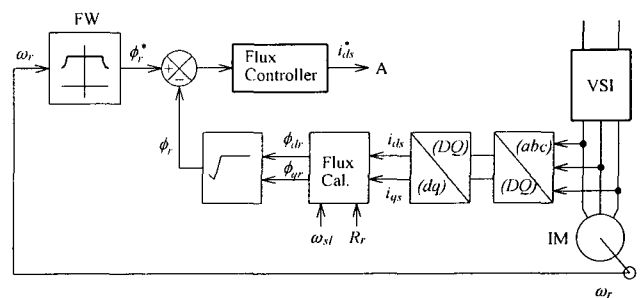 FW
ω_r
ϕ_r^*
+
−
Flux
Controller
i_ds^*
A
VSI
ϕ_r
√
ϕ_dr
ϕ_qr
Flux
Cal.
i_ds
i_qs
(DQ)
(dq)
(abc)
(DQ)
ω_sl
R_r
IM
ω_r